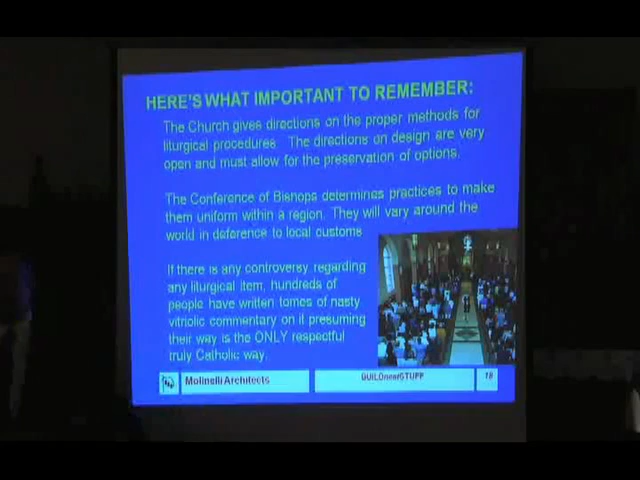 HERE'S WHAT IMPORTANT TO REMEMBER:
The Church gives directions on the proper methods for
liturgical procedures. The directions on design are very
open and must allow for the preservation of options.
The Conference of Bishops determines practices to make
them uniform within a region. They will vary around the
world in deference to local customs
If there is any controversy regarding
any liturgical item, hundreds of
people have written tomes of nasty
vitriolic commentary on it presuming
their way is the ONLY respectful
truly Catholic way.
Molinelli Architects
18